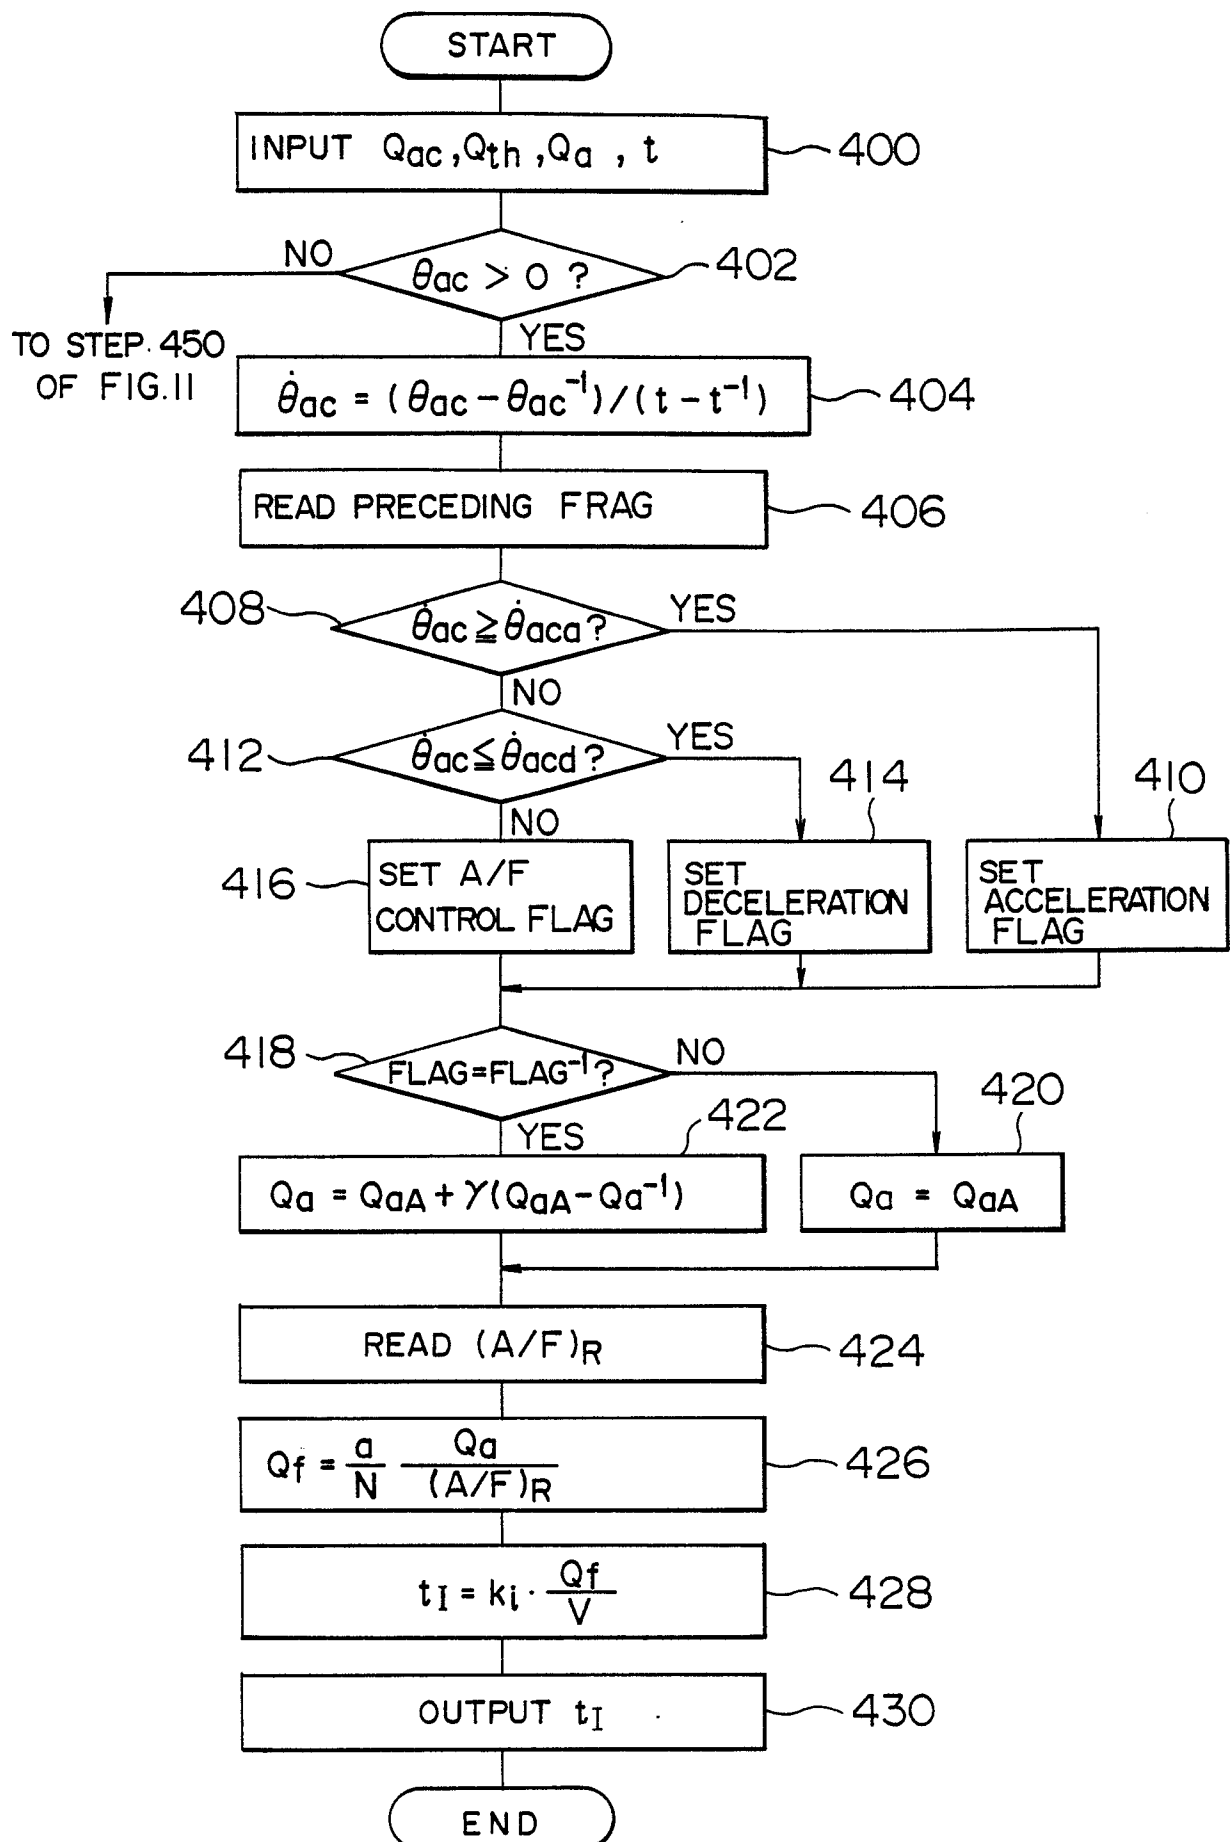 START
INPUT Qac, Qth, Qa, t
400
NO
θac > 0 ?
402
TO STEP 450
OF FIG.11
YES
θ̇ac = (θac − θac⁻¹)/(t − t⁻¹)
404
READ PRECEDING FRAG
406
408
θ̇ac ≧ θ̇aca ?
YES
NO
412
θ̇ac ≦ θ̇acd ?
YES
NO
414
410
416
SET A/F
CONTROL FLAG
SET
DECELERATION
FLAG
SET
ACCELERATION
FLAG
418
FLAG=FLAG⁻¹?
NO
YES
422
420
Qa = QaA + γ(QaA − Qa⁻¹)
Qa = QaA
READ (A/F)R
424
Qf = a/N Qa/(A/F)R
426
tI = ki · Qf/V
428
OUTPUT tI
430
END